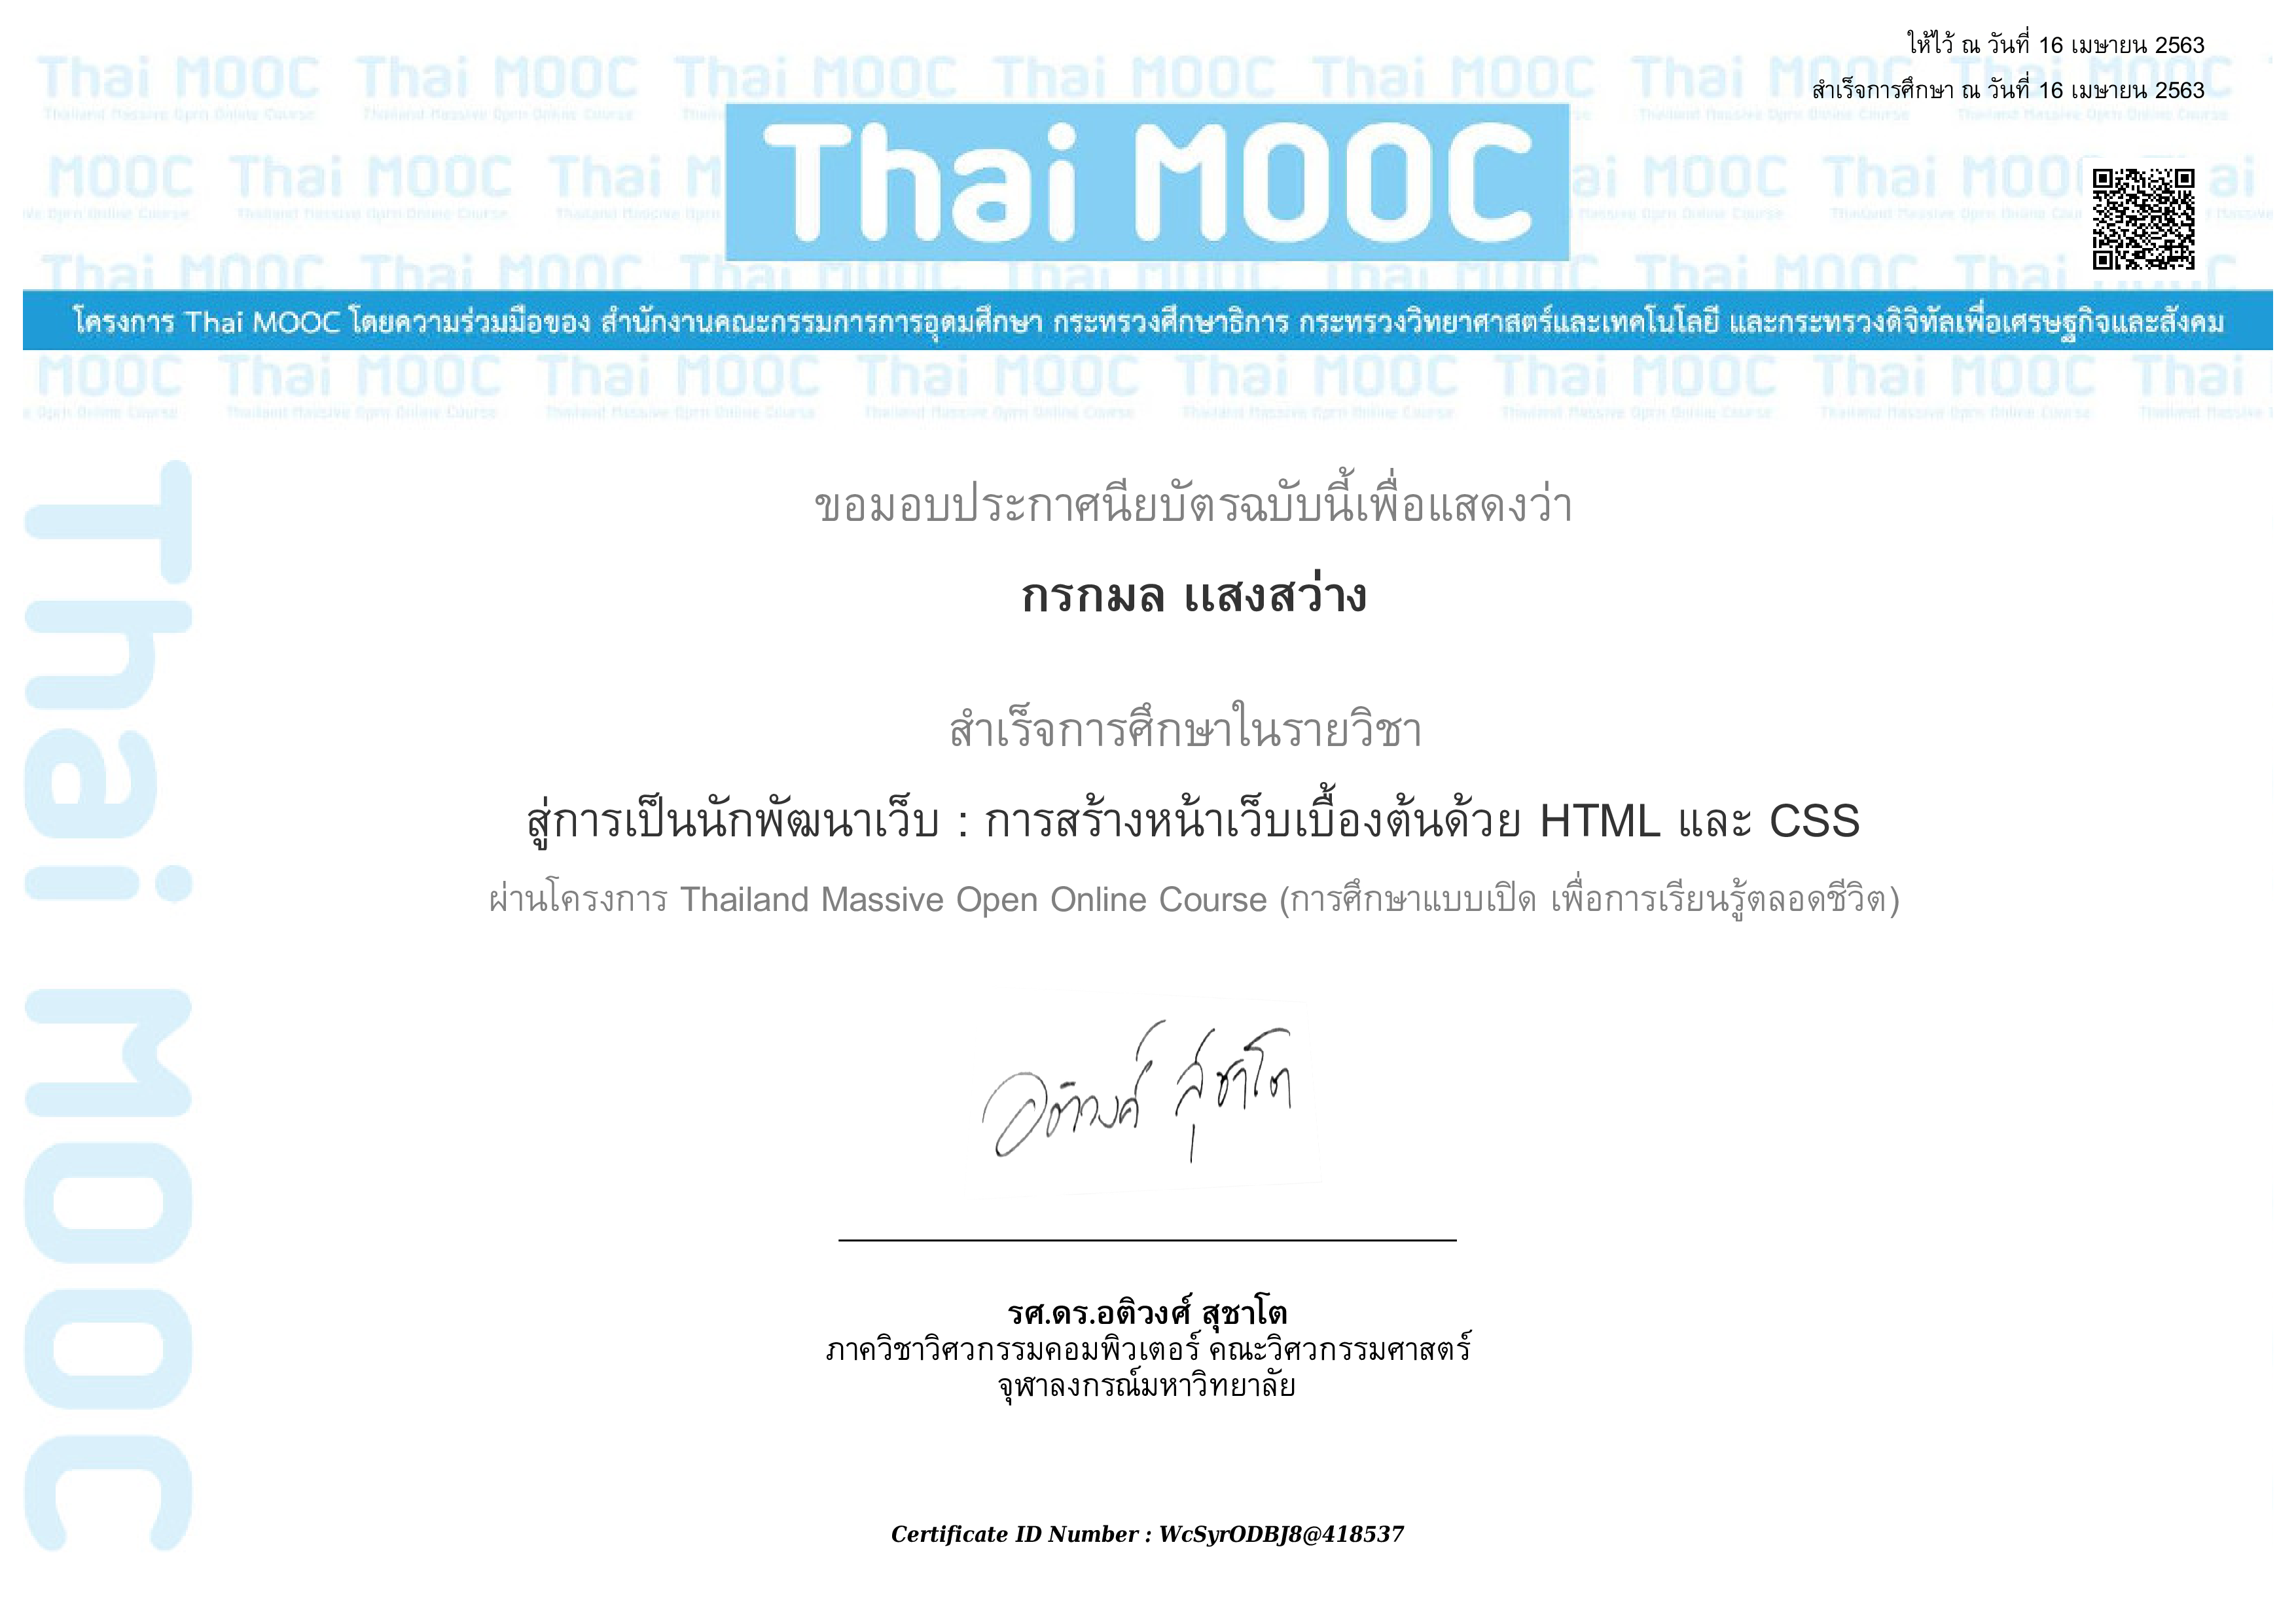 ให้ไว้ ณ วันที่ 16 เมษายน 2563
สำเร็จการศึกษา ณ วันที่ 16 เมษายน 2563
Thai MOOC
โครงการ Thai MOOC โดยความร่วมมือของ สำนักงานคณะกรรมการการอุดมศึกษา กระทรวงศึกษาธิการ กระทรวงวิทยาศาสตร์และเทคโนโลยี และกระทรวงดิจิทัลเพื่อเศรษฐกิจและสังคม
Thai MOOC
ขอมอบประกาศนียบัตรฉบับนี้เพื่อแสดงว่า
กรกมล แสงสว่าง
สำเร็จการศึกษาในรายวิชา
สู่การเป็นนักพัฒนาเว็บ : การสร้างหน้าเว็บเบื้องต้นด้วย HTML และ CSS
ผ่านโครงการ Thailand Massive Open Online Course (การศึกษาแบบเปิด เพื่อการเรียนรู้ตลอดชีวิต)
อติวงศ์ สุชาโต
รศ.ดร.อติวงศ์ สุชาโต
ภาควิชาวิศวกรรมคอมพิวเตอร์ คณะวิศวกรรมศาสตร์
จุฬาลงกรณ์มหาวิทยาลัย
Certificate ID Number : WcSyrODBJ8@418537